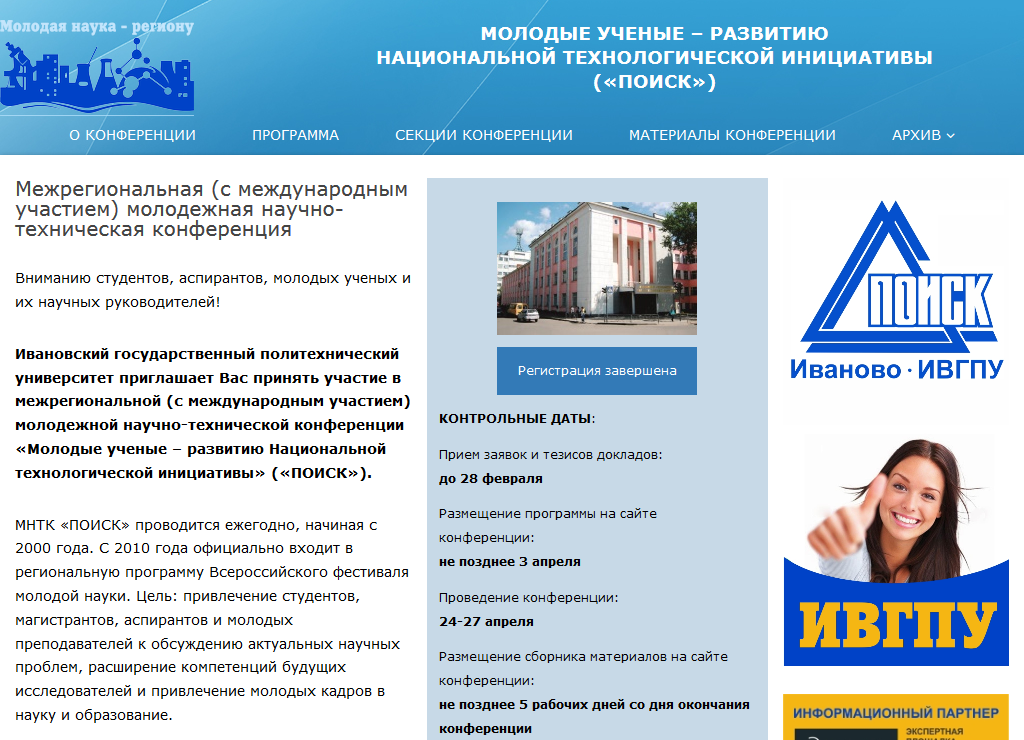 Молодая наука - региону
МОЛОДЫЕ УЧЕНЫЕ – РАЗВИТИЮ
НАЦИОНАЛЬНОЙ ТЕХНОЛОГИЧЕСКОЙ ИНИЦИАТИВЫ
(«ПОИСК»)
О КОНФЕРЕНЦИИ ПРОГРАММА СЕКЦИИ КОНФЕРЕНЦИИ МАТЕРИАЛЫ КОНФЕРЕНЦИИ АРХИВ
Межрегиональная (с международным
участием) молодежная научно-
техническая конференция
Вниманию студентов, аспирантов, молодых ученых и
их научных руководителей!
Ивановский государственный политехнический
университет приглашает Вас принять участие в
межрегиональной (с международным участием)
молодежной научно-технической конференции
«Молодые ученые – развитию Национальной
технологической инициативы» («ПОИСК»).
МНТК «ПОИСК» проводится ежегодно, начиная с
2000 года. С 2010 года официально входит в
региональную программу Всероссийского фестиваля
молодой науки. Цель: привлечение студентов,
магистрантов, аспирантов и молодых
преподавателей к обсуждению актуальных научных
проблем, расширение компетенций будущих
исследователей и привлечение молодых кадров в
науку и образование.
Регистрация завершена
КОНТРОЛЬНЫЕ ДАТЫ:
Прием заявок и тезисов докладов:
до 28 февраля
Размещение программы на сайте
конференции:
не позднее 3 апреля
Проведение конференции:
24-27 апреля
Размещение сборника материалов на сайте
конференции:
не позднее 5 рабочих дней со дня окончания
конференции
ПОИСК
Иваново · ИВГПУ
ИВГПУ
ИНФОРМАЦИОННЫЙ ПАРТНЕР
ЭКСПЕРТНАЯ